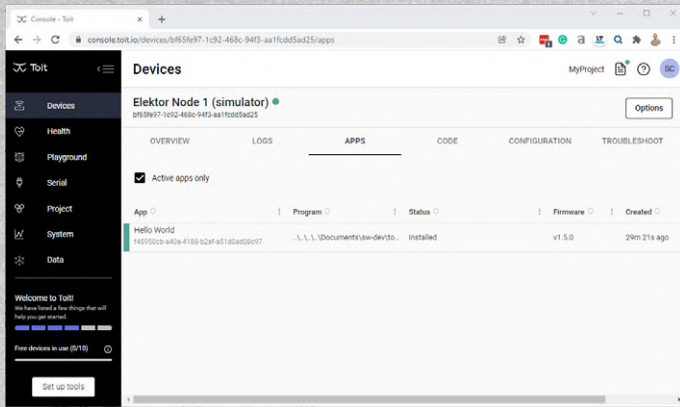 Console - Toit
console.toit.io/devices/bf65fe97-1c92-468c-94f3-aa1fcdd5ad25/apps
Toit
Devices
MyProject
SC
Devices
Health
Playground
Serial
Project
System
Data
Welcome to Toit!
We have listed a few things that will
help you get started.
Free devices in use (0/10)
Set up tools
Elektor Node 1 (simulator)
bf65fe97-1c92-468c-94f3-aa1fcdd5ad25
Options
OVERVIEW LOGS APPS CODE CONFIGURATION TROUBLESHOOT
Active apps only
App Program Status Firmware Created
Hello World ..\..\..\..\Documents\sw-dev\to... Installed v1.5.0 29m 21s ago
f45950cb-a40a-4188-b2af-a51d0ad08c97